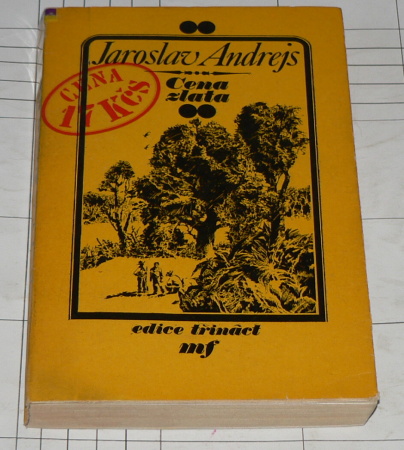 Jaroslav Andrejs
Cena
zlata
CENA
17 Kčs
edice třináct
mf